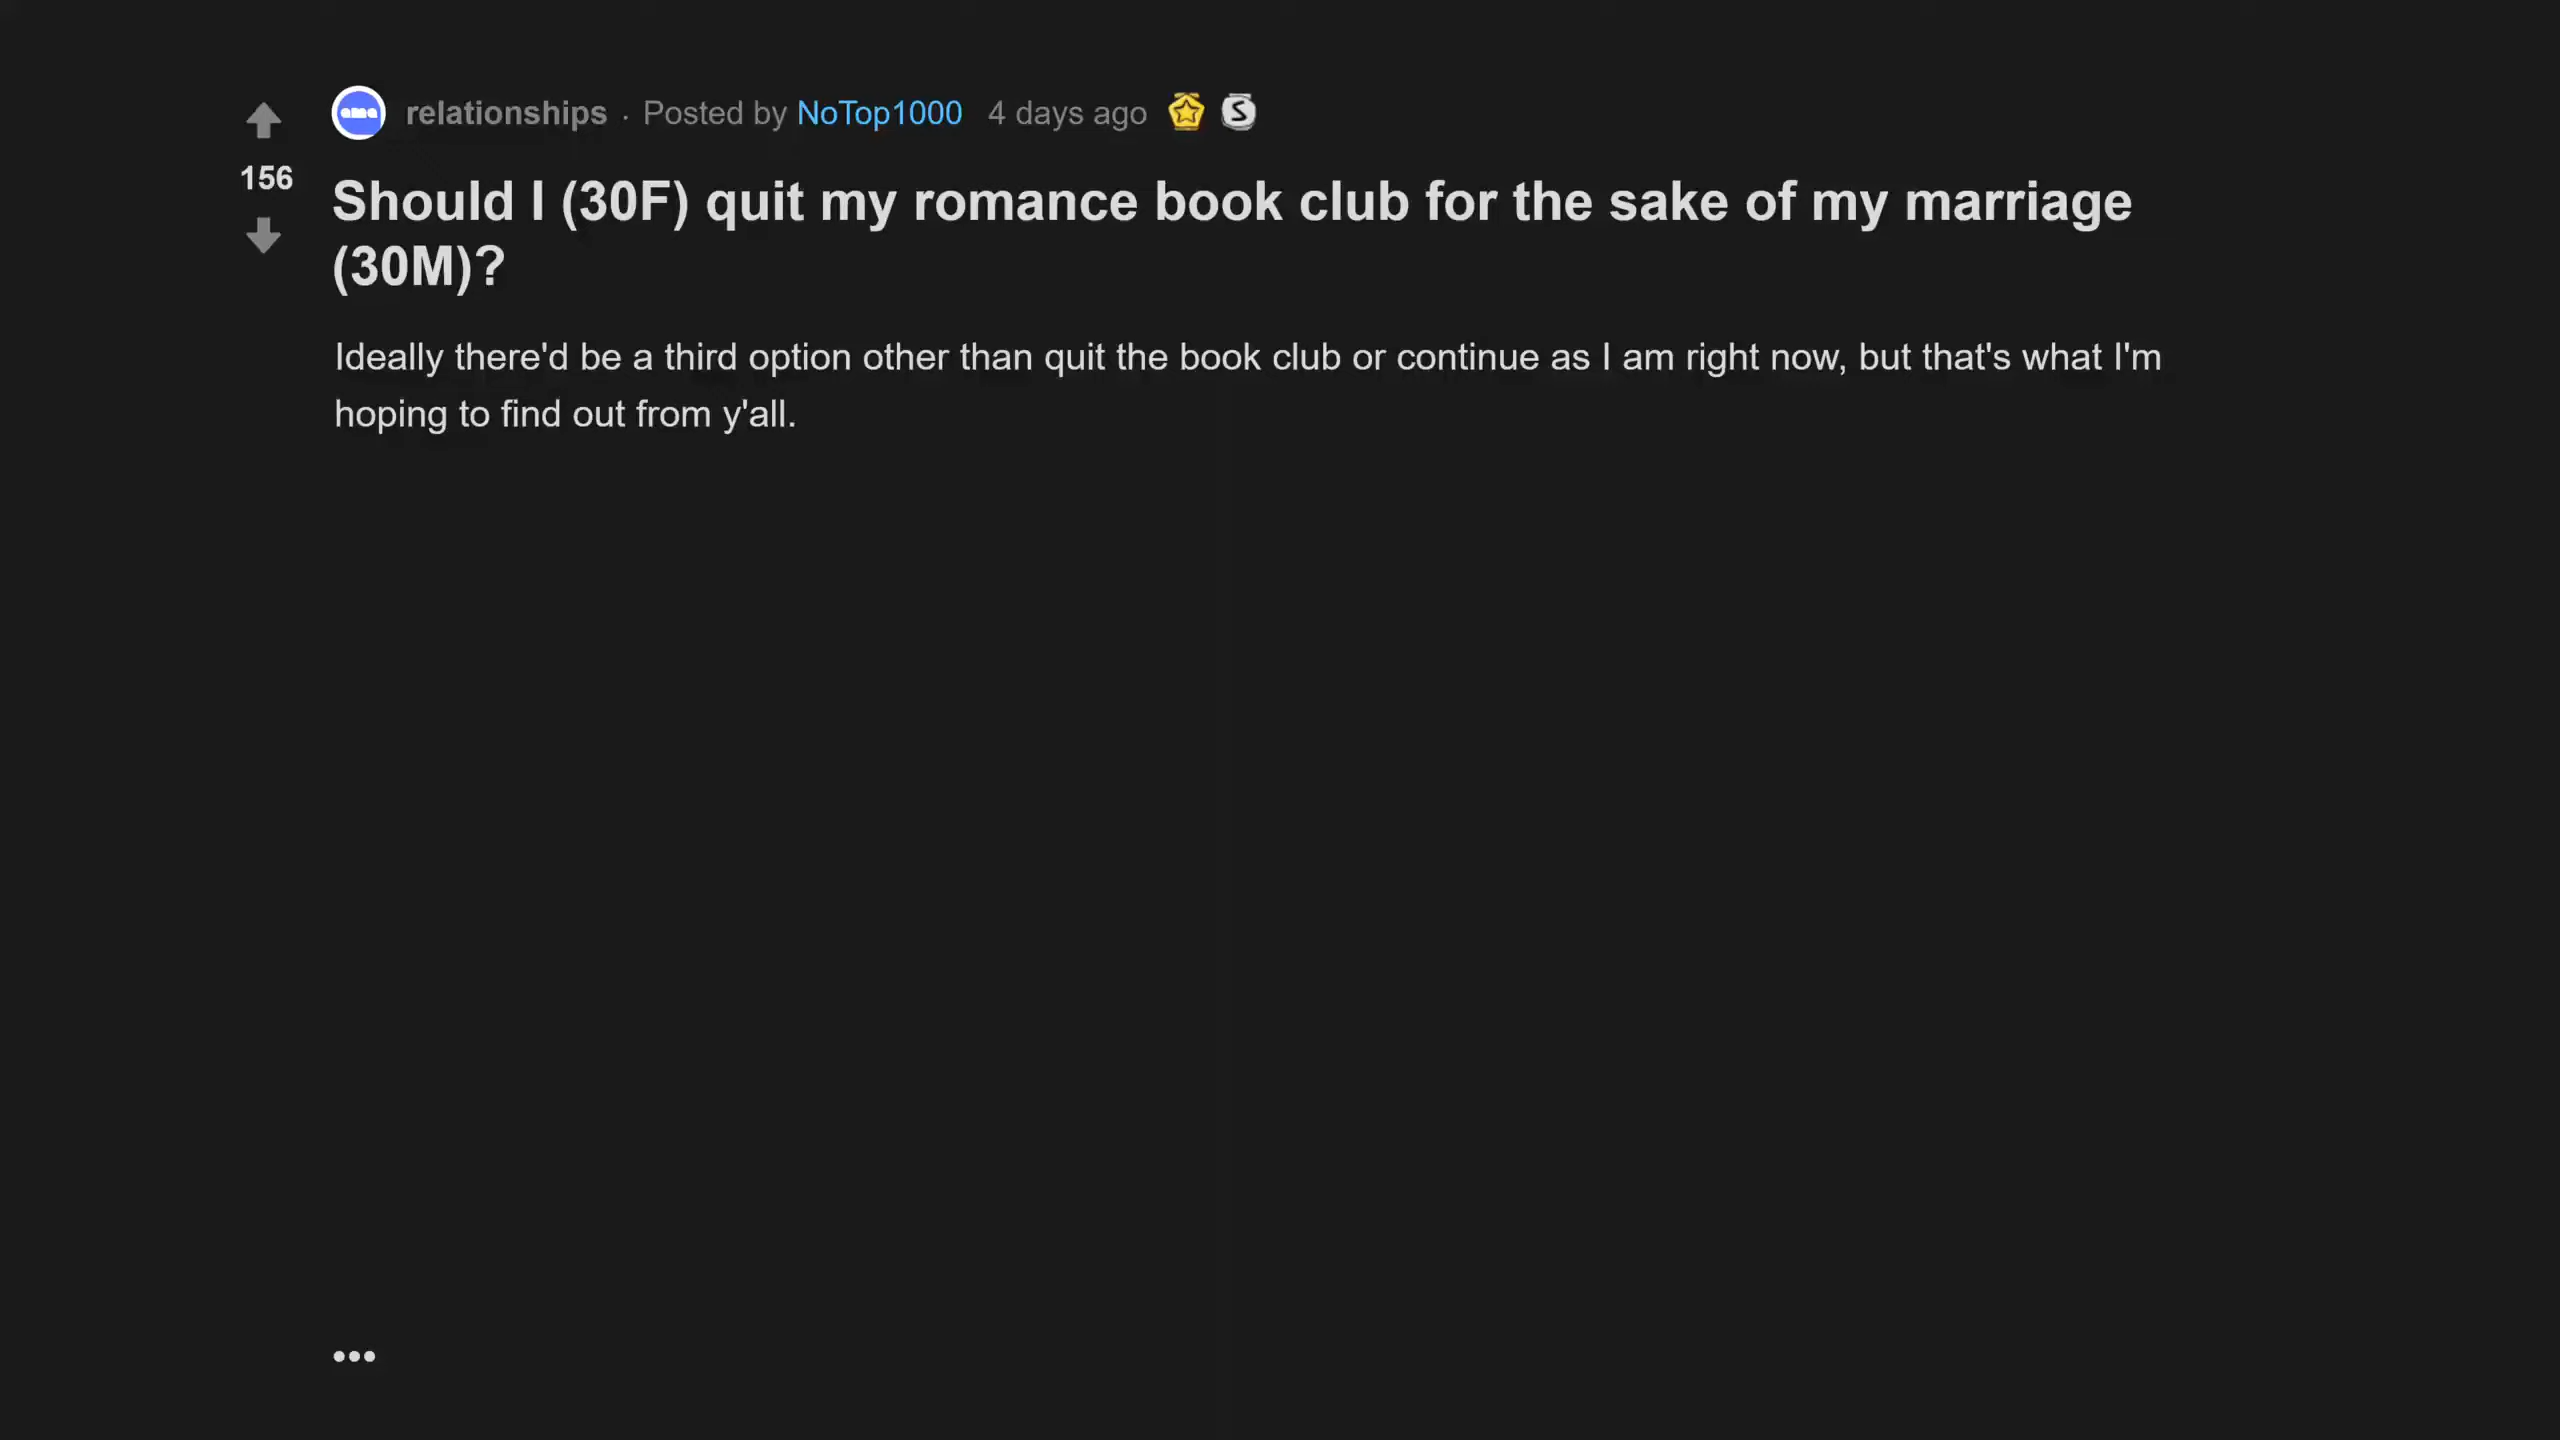 relationships · Posted by NoTop1000 4 days ago
156
Should I (30F) quit my romance book club for the sake of my marriage
(30M)?
Ideally there'd be a third option other than quit the book club or continue as I am right now, but that's what I'm
hoping to find out from y'all.
•••